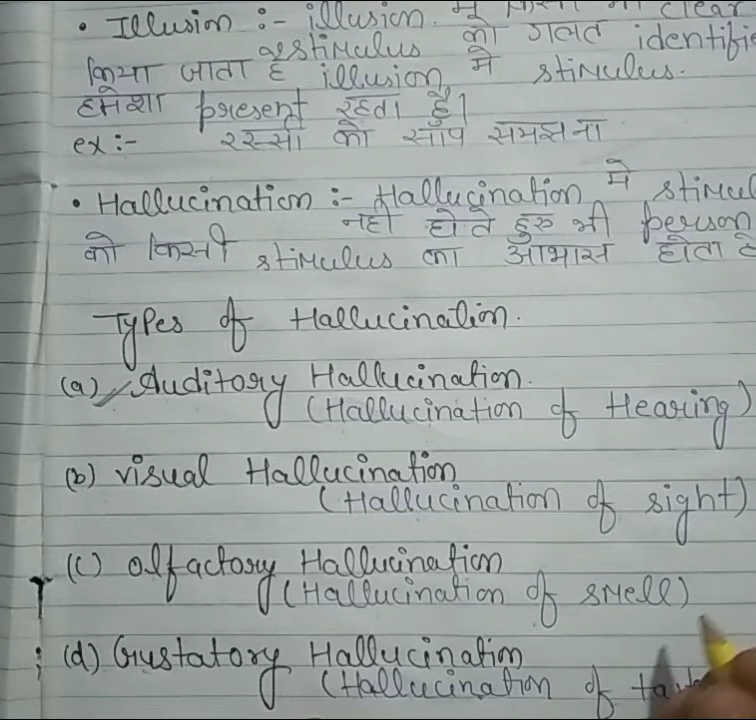 • Illusion :- illusion में किसी भी clear
stimulus को गलत identifie
किया जाता है illusion में stimulus.
हमेशा present रहता है।
ex:- रस्सी को साँप समझना
• Hallucination :- Hallucination में stimul
नही होते हुए भी person
को किसी stimulus का आभास होता है
Types of Hallucination.
(a) Auditory Hallucination.
(Hallucination of Hearing)
(b) visual Hallucination
(Hallucination of sight)
(c) olfactory Hallucination
(Hallucination of smell)
(d) Gustatory Hallucination
(Hallucination of